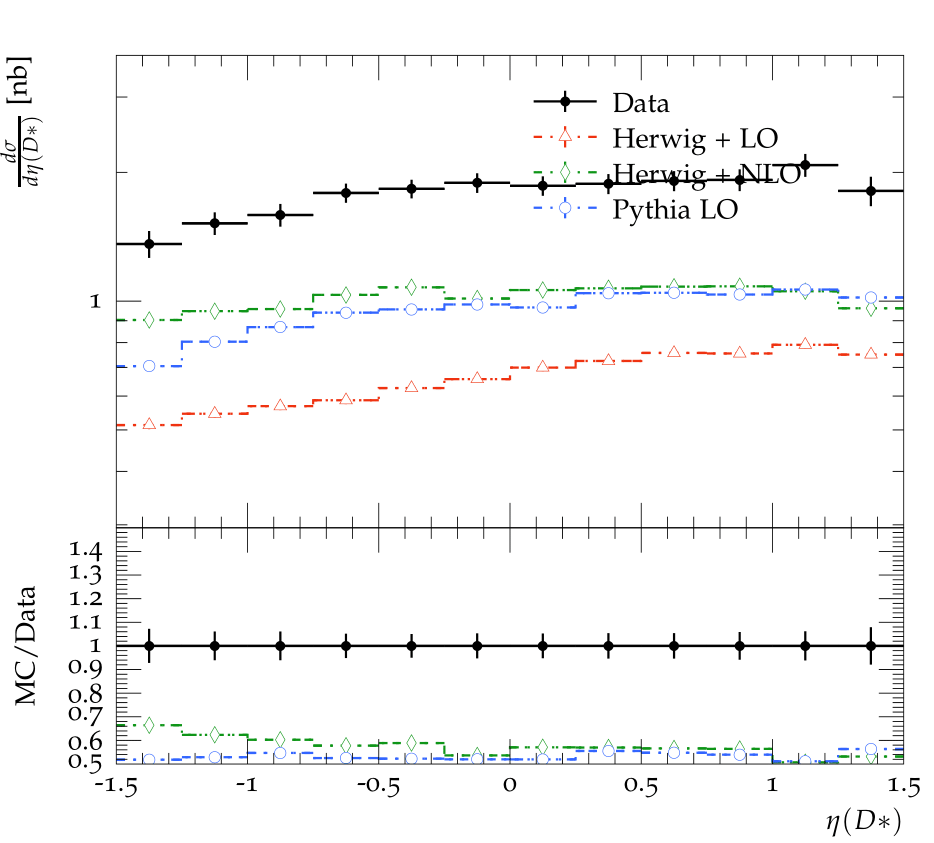 dσ/dη(D*) [nb]
Data
Herwig + LO
Herwig + NLO
Pythia LO
1
MC/Data
1.4
1.3
1.2
1.1
1
0.9
0.8
0.7
0.6
0.5
-1.5 -1 -0.5 0 0.5 1 1.5
η(D*)